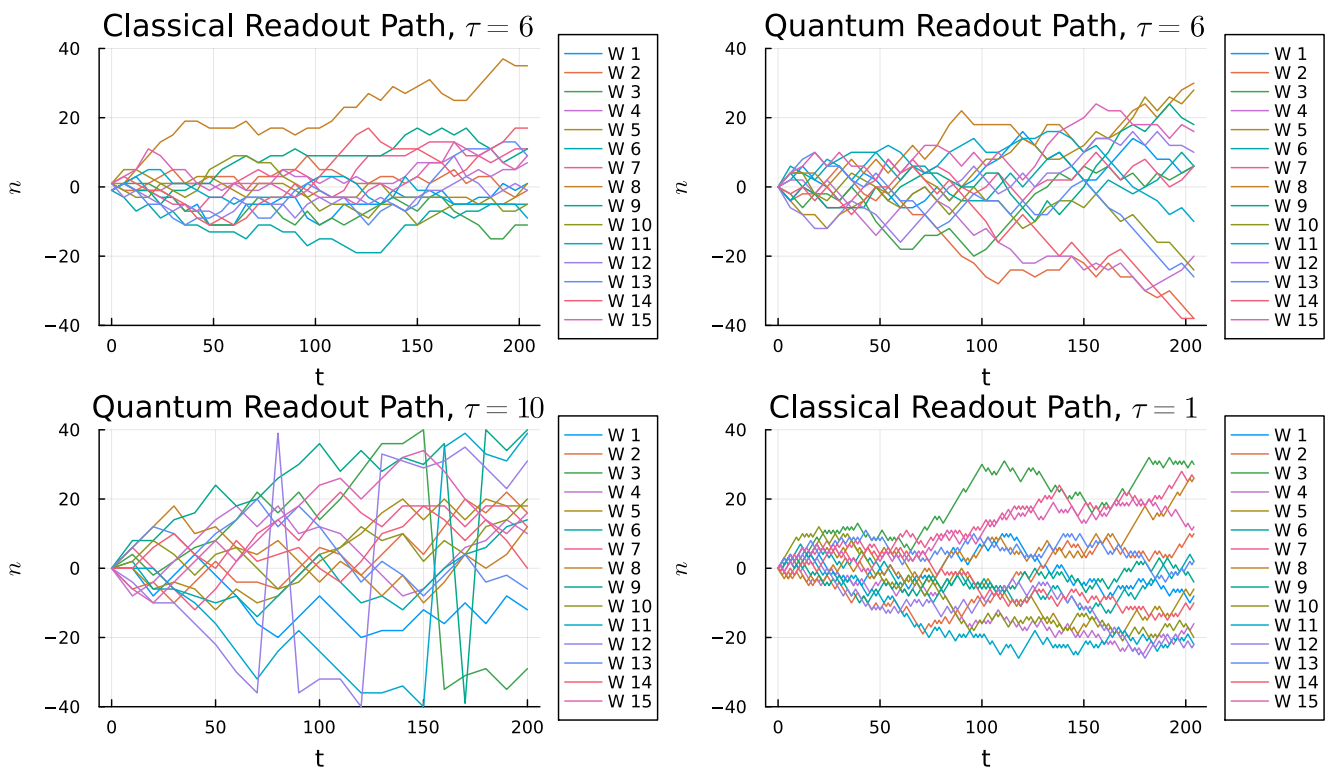 Classical Readout Path, τ = 6
40
20
0
−20
−40
n
0
50
100
150
200
t
W 1
W 2
W 3
W 4
W 5
W 6
W 7
W 8
W 9
W 10
W 11
W 12
W 13
W 14
W 15
Quantum Readout Path, τ = 6
40
20
0
−20
−40
n
0
50
100
150
200
t
W 1
W 2
W 3
W 4
W 5
W 6
W 7
W 8
W 9
W 10
W 11
W 12
W 13
W 14
W 15
Quantum Readout Path, τ = 10
40
20
0
−20
−40
n
0
50
100
150
200
t
W 1
W 2
W 3
W 4
W 5
W 6
W 7
W 8
W 9
W 10
W 11
W 12
W 13
W 14
W 15
Classical Readout Path, τ = 1
40
20
0
−20
−40
n
0
50
100
150
200
t
W 1
W 2
W 3
W 4
W 5
W 6
W 7
W 8
W 9
W 10
W 11
W 12
W 13
W 14
W 15